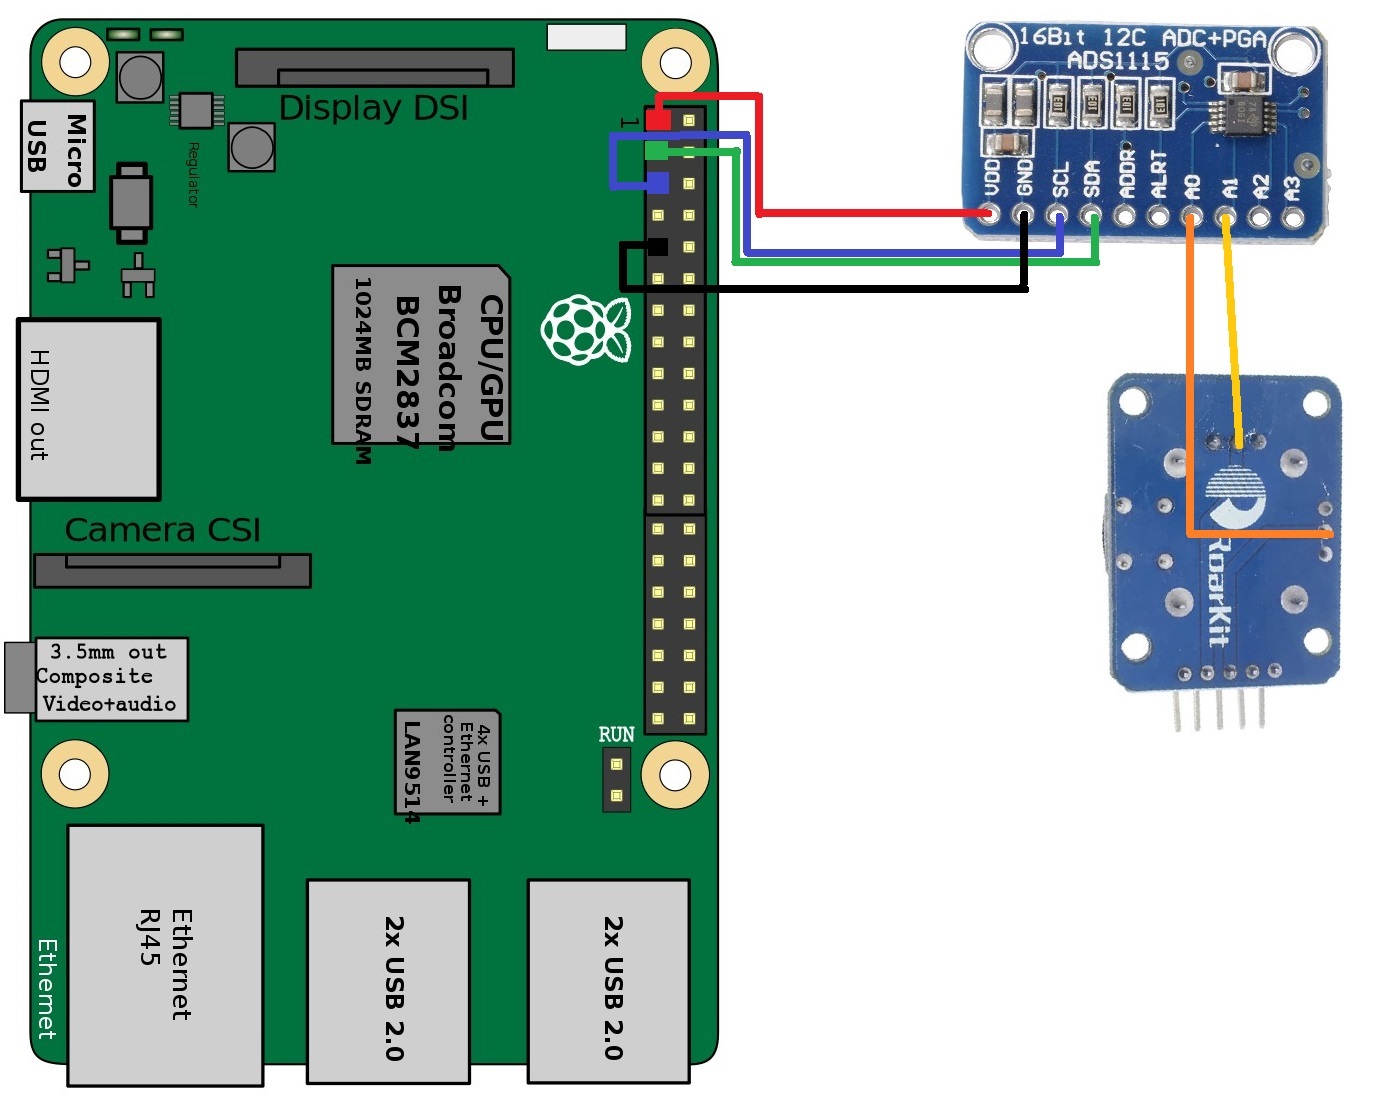 Display DSI
1
Micro
USB
Regulator
CPU/GPU
Broadcom
BCM2837
1024MB SDRAM
HDMI out
Camera CSI
3.5mm out
Composite
Video+audio
4x USB +
Ethernet
controller
LAN9514
RUN
Ethernet
Ethernet
RJ45
2x USB 2.0
2x USB 2.0
16Bit I2C ADC+PGA
ADS1115
VDD
GND
SCL
SDA
ADDR
ALRT
A0
A1
A2
A3
RoarKit